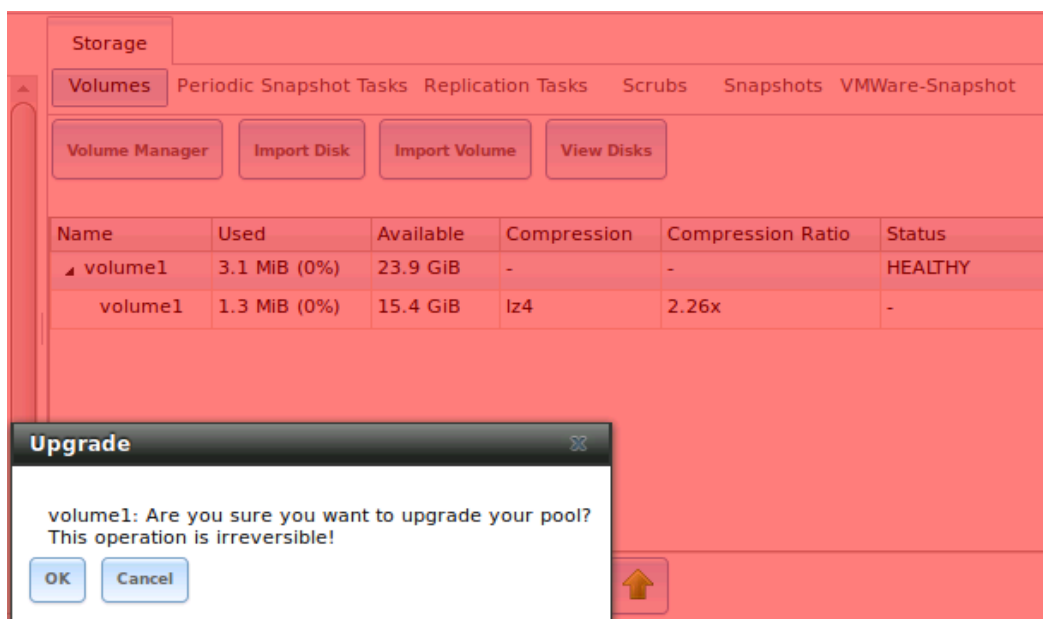 Storage
Volumes Periodic Snapshot Tasks Replication Tasks Scrubs Snapshots VMWare-Snapshot
Volume Manager Import Disk Import Volume View Disks
Name Used Available Compression Compression Ratio Status
volume1 3.1 MiB (0%) 23.9 GiB - - HEALTHY
volume1 1.3 MiB (0%) 15.4 GiB lz4 2.26x -
Upgrade
volume1: Are you sure you want to upgrade your pool?
This operation is irreversible!
OK Cancel